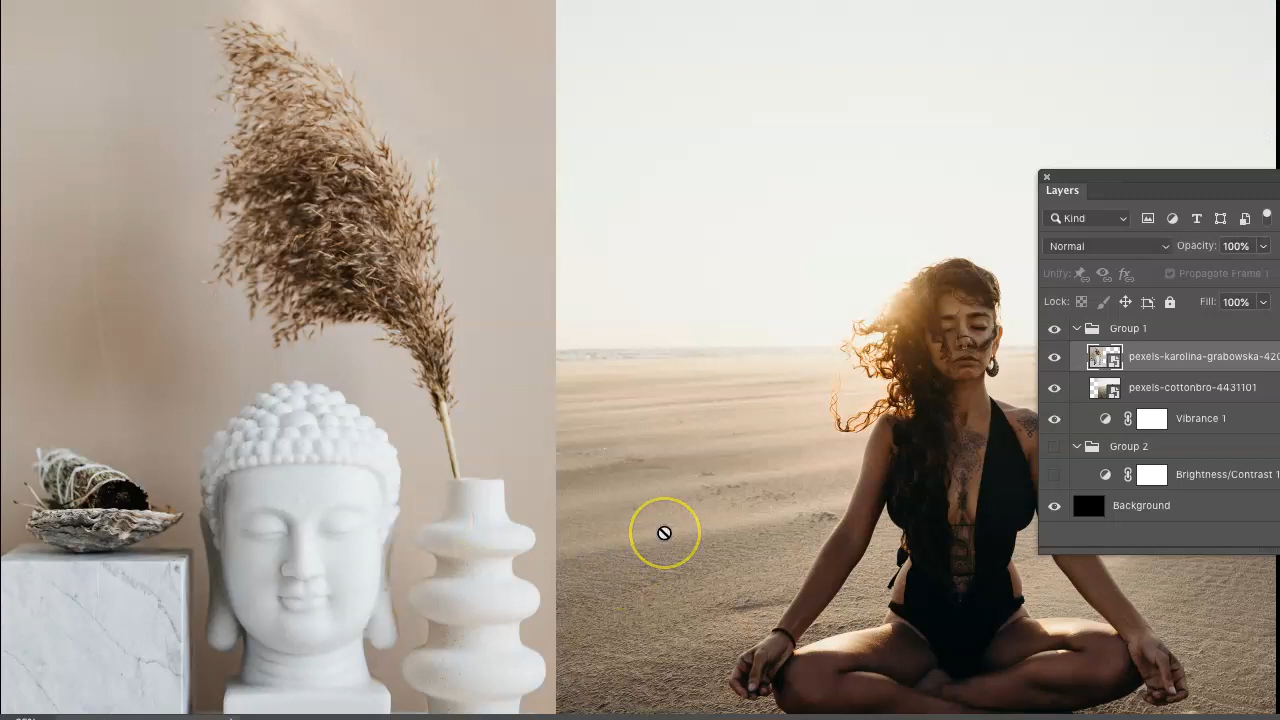 Layers
Kind
Normal Opacity: 100%
Unify: Propagate Frame 1
Lock: Fill: 100%
Group 1
pexels-karolina-grabowska-420
pexels-cottonbro-4431101
Vibrance 1
Group 2
Brightness/Contrast 1
Background